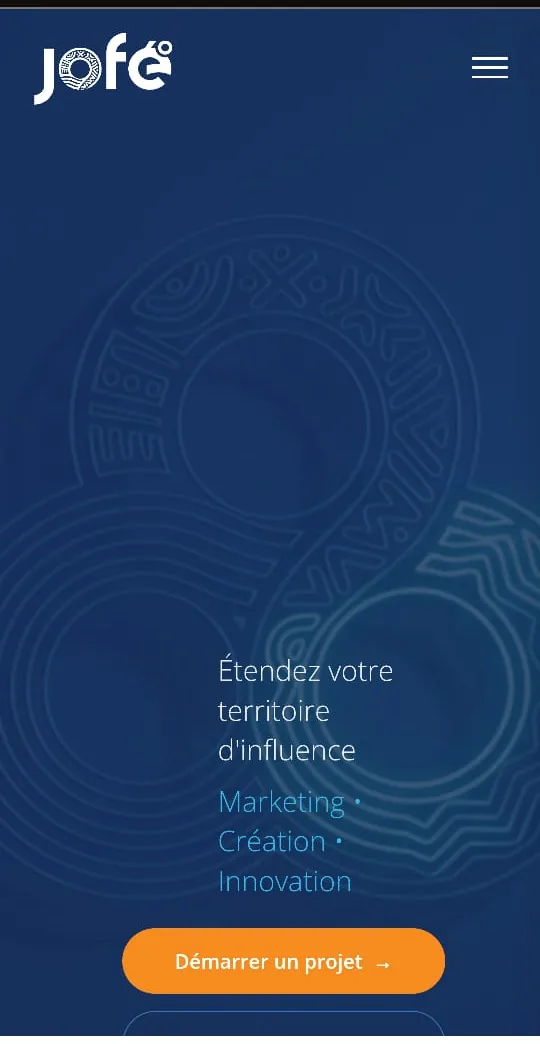 jofé
Étendez votre
territoire
d'influence
Marketing •
Création •
Innovation
Démarrer un projet →